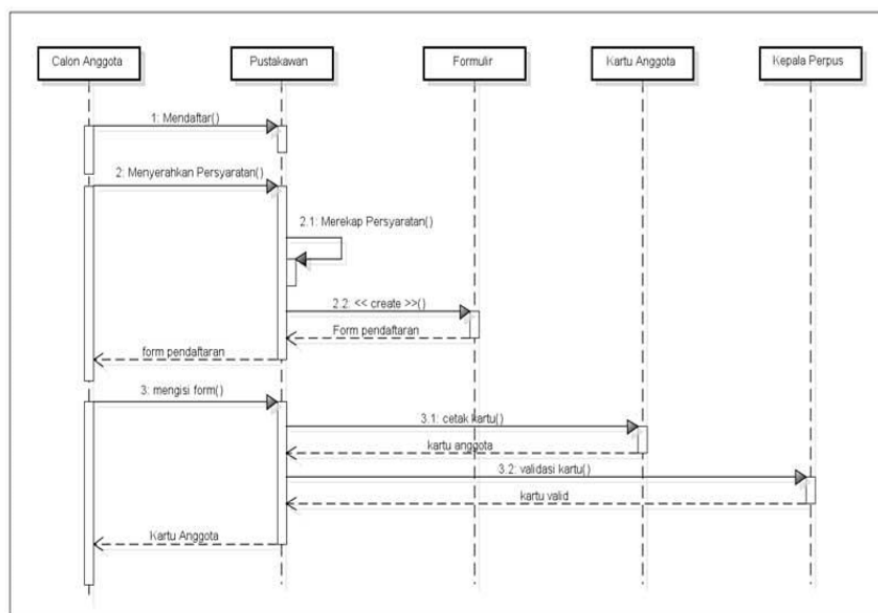 Calon Anggota
Pustakawan
Formulir
Kartu Anggota
Kepala Perpus
1: Mendaftar()
2: Menyerahkan Persyaratan()
2.1: Merekap Persyaratan()
2.2: << create >>()
Form pendaftaran
form pendaftaran
3: mengisi form()
3.1: cetak kartu()
kartu anggota
3.2: validasi kartu()
kartu valid
Kartu Anggota